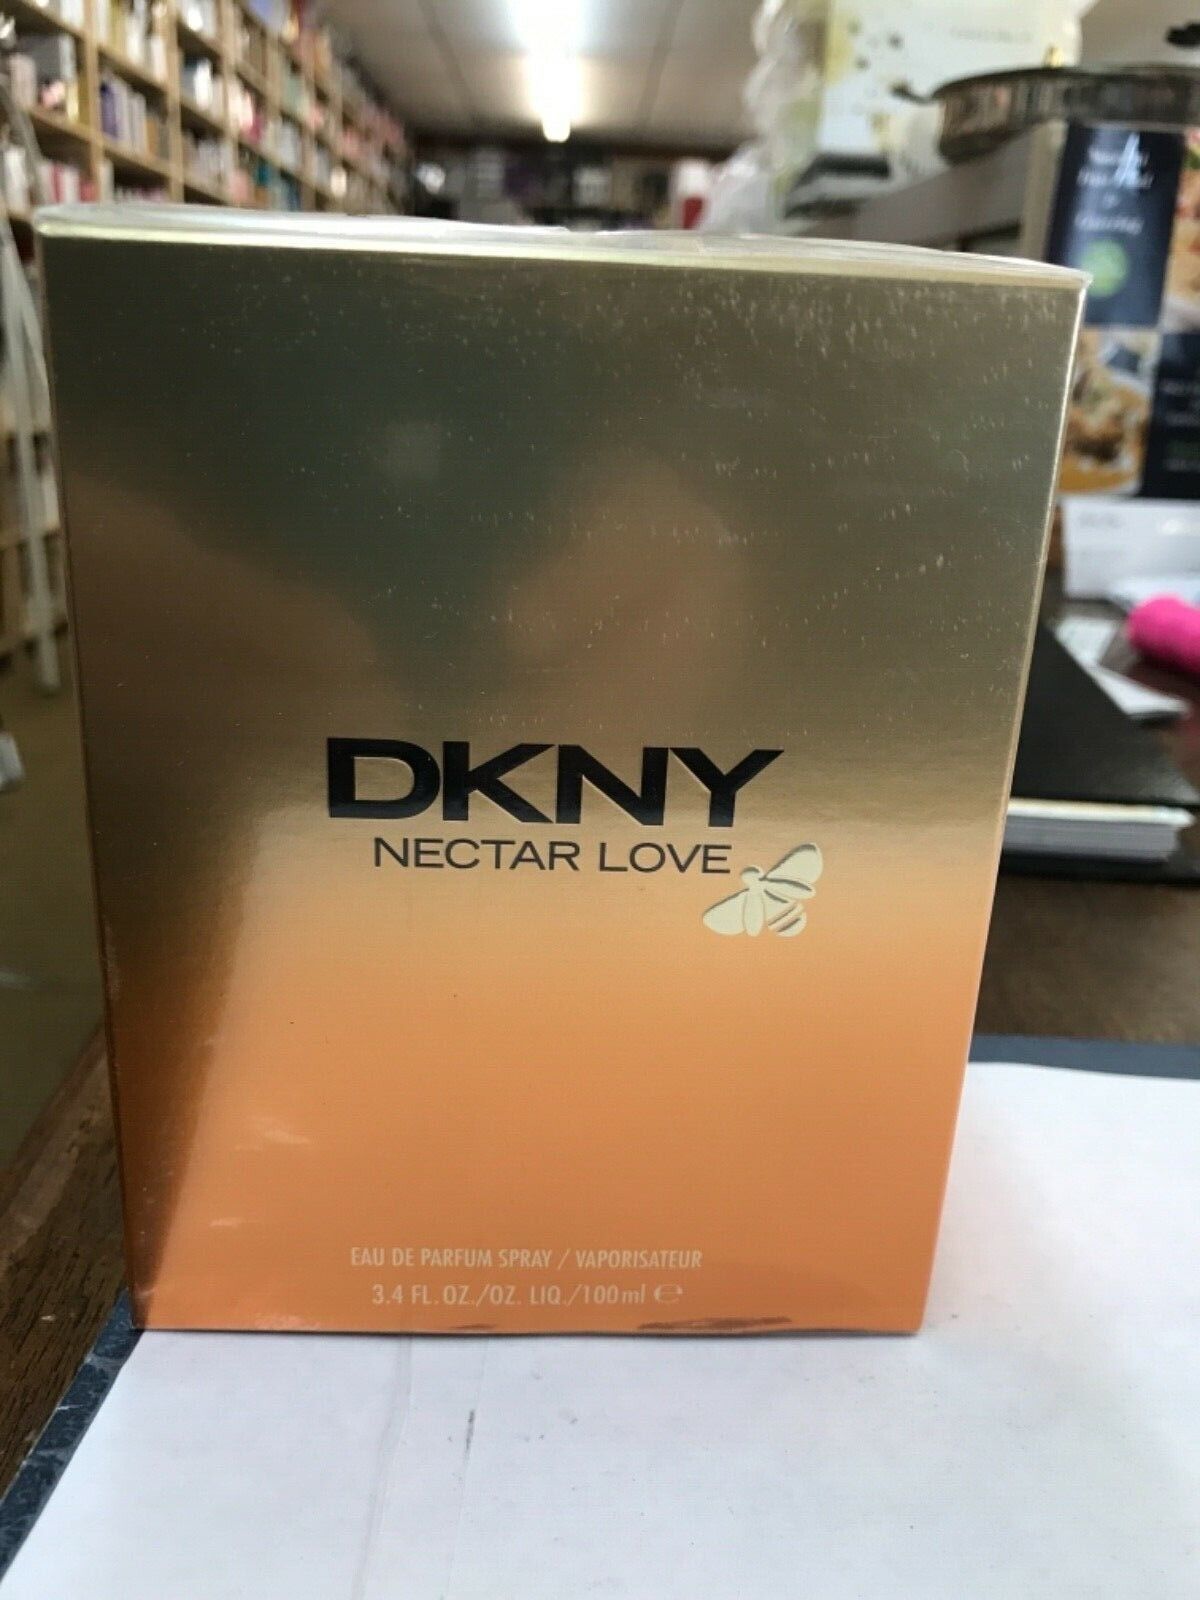 DKNY
NECTAR LOVE
EAU DE PARFUM SPRAY / VAPORISATEUR
3.4 FL. OZ./OZ. LIQ./100ml ℮